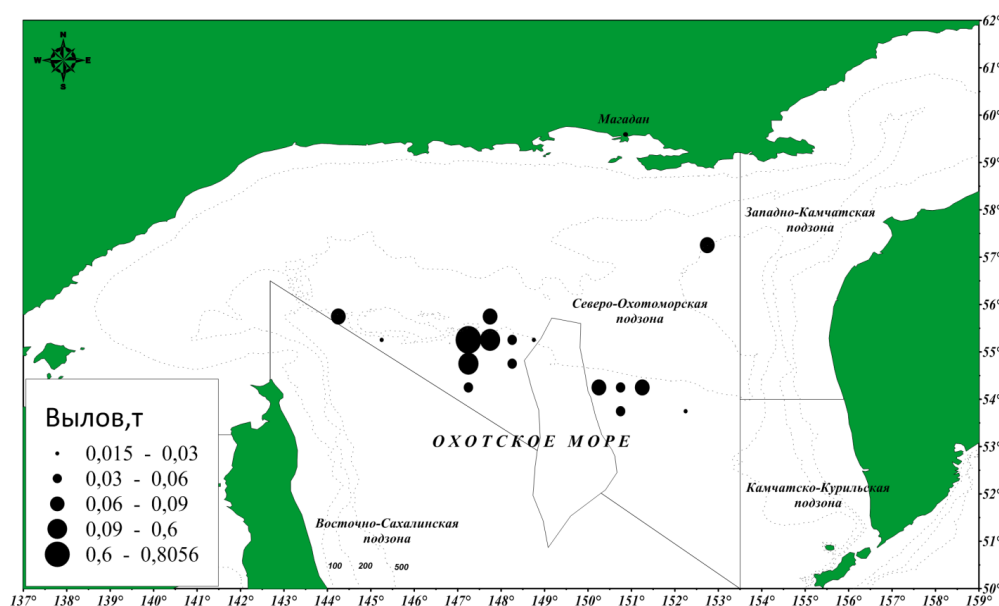 N
W E
S
Магадан
Западно-Камчатская
подзона
Северо-Охотоморская
подзона
ОХОТСКОЕ МОРЕ
Камчатско-Курильская
подзона
Восточно-Сахалинская
подзона
100 200 500
Вылов,т
0,015 - 0,03
0,03 - 0,06
0,06 - 0,09
0,09 - 0,6
0,6 - 0,8056
62°
61°
60°
59°
58°
57°
56°
55°
54°
53°
52°
51°
50°
137 138° 139° 140° 141° 142° 143° 144° 145° 146° 147° 148° 149° 150° 151° 152° 153° 154° 155° 156° 157° 158° 159°